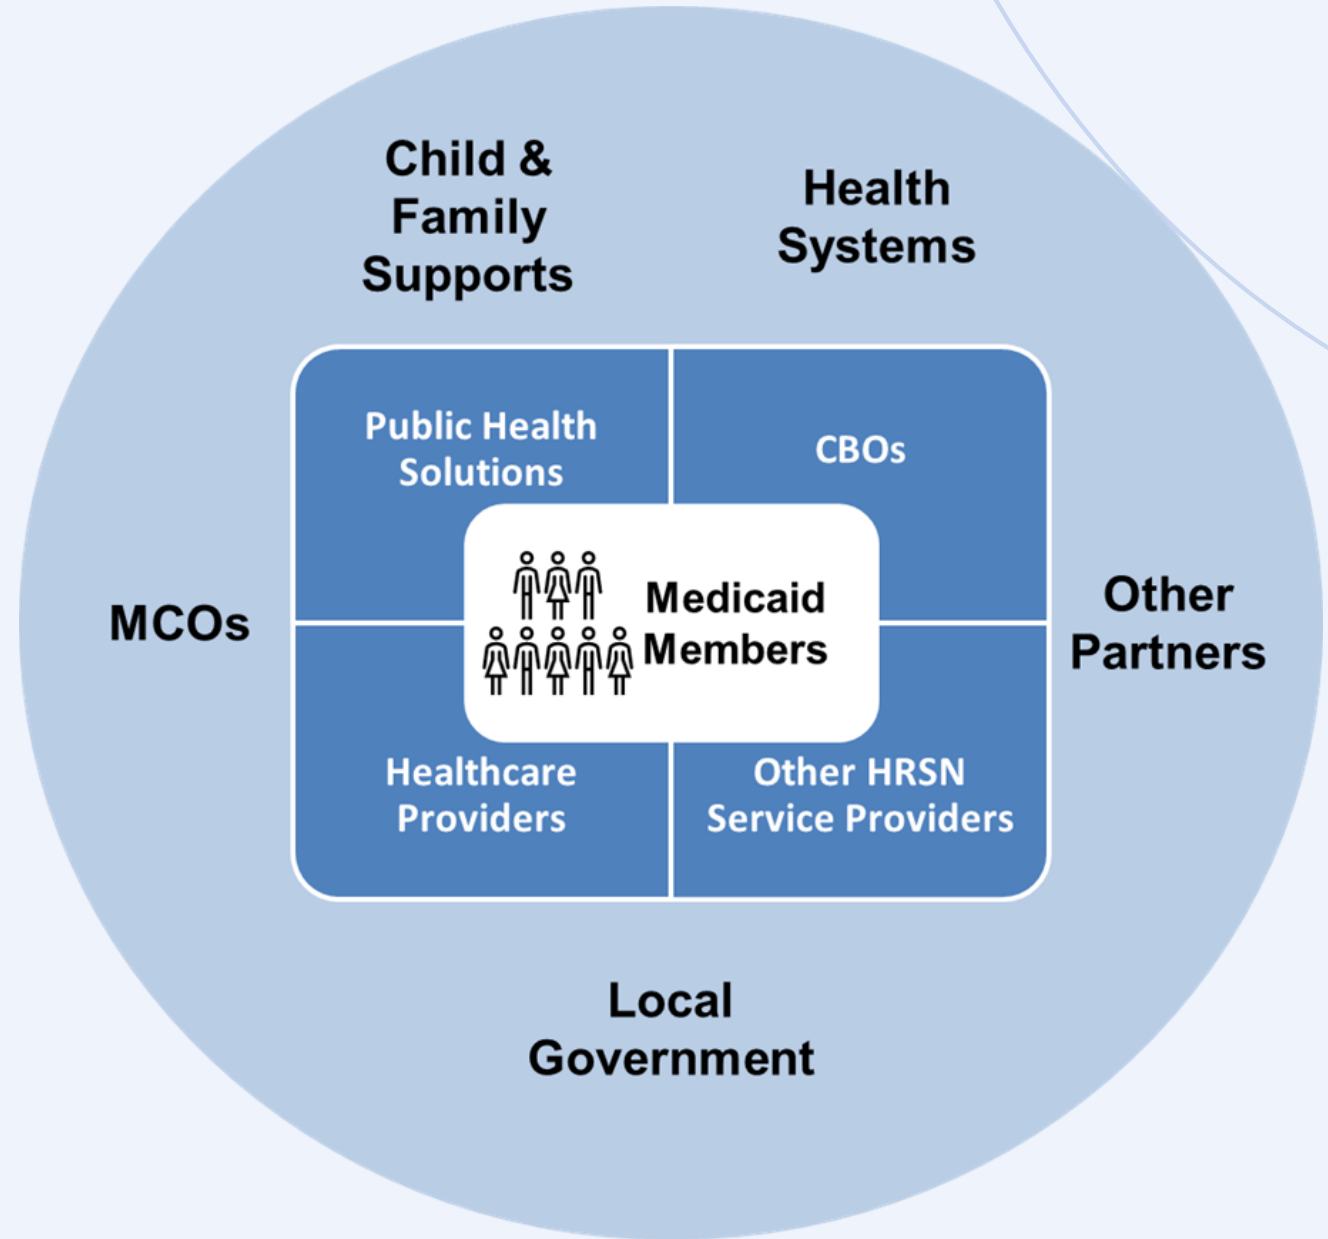 Child &
Family
Supports
Health
Systems
Public Health
Solutions
CBOs
MCOs
Medicaid
Members
Other
Partners
Healthcare
Providers
Other HRSN
Service Providers
Local
Government